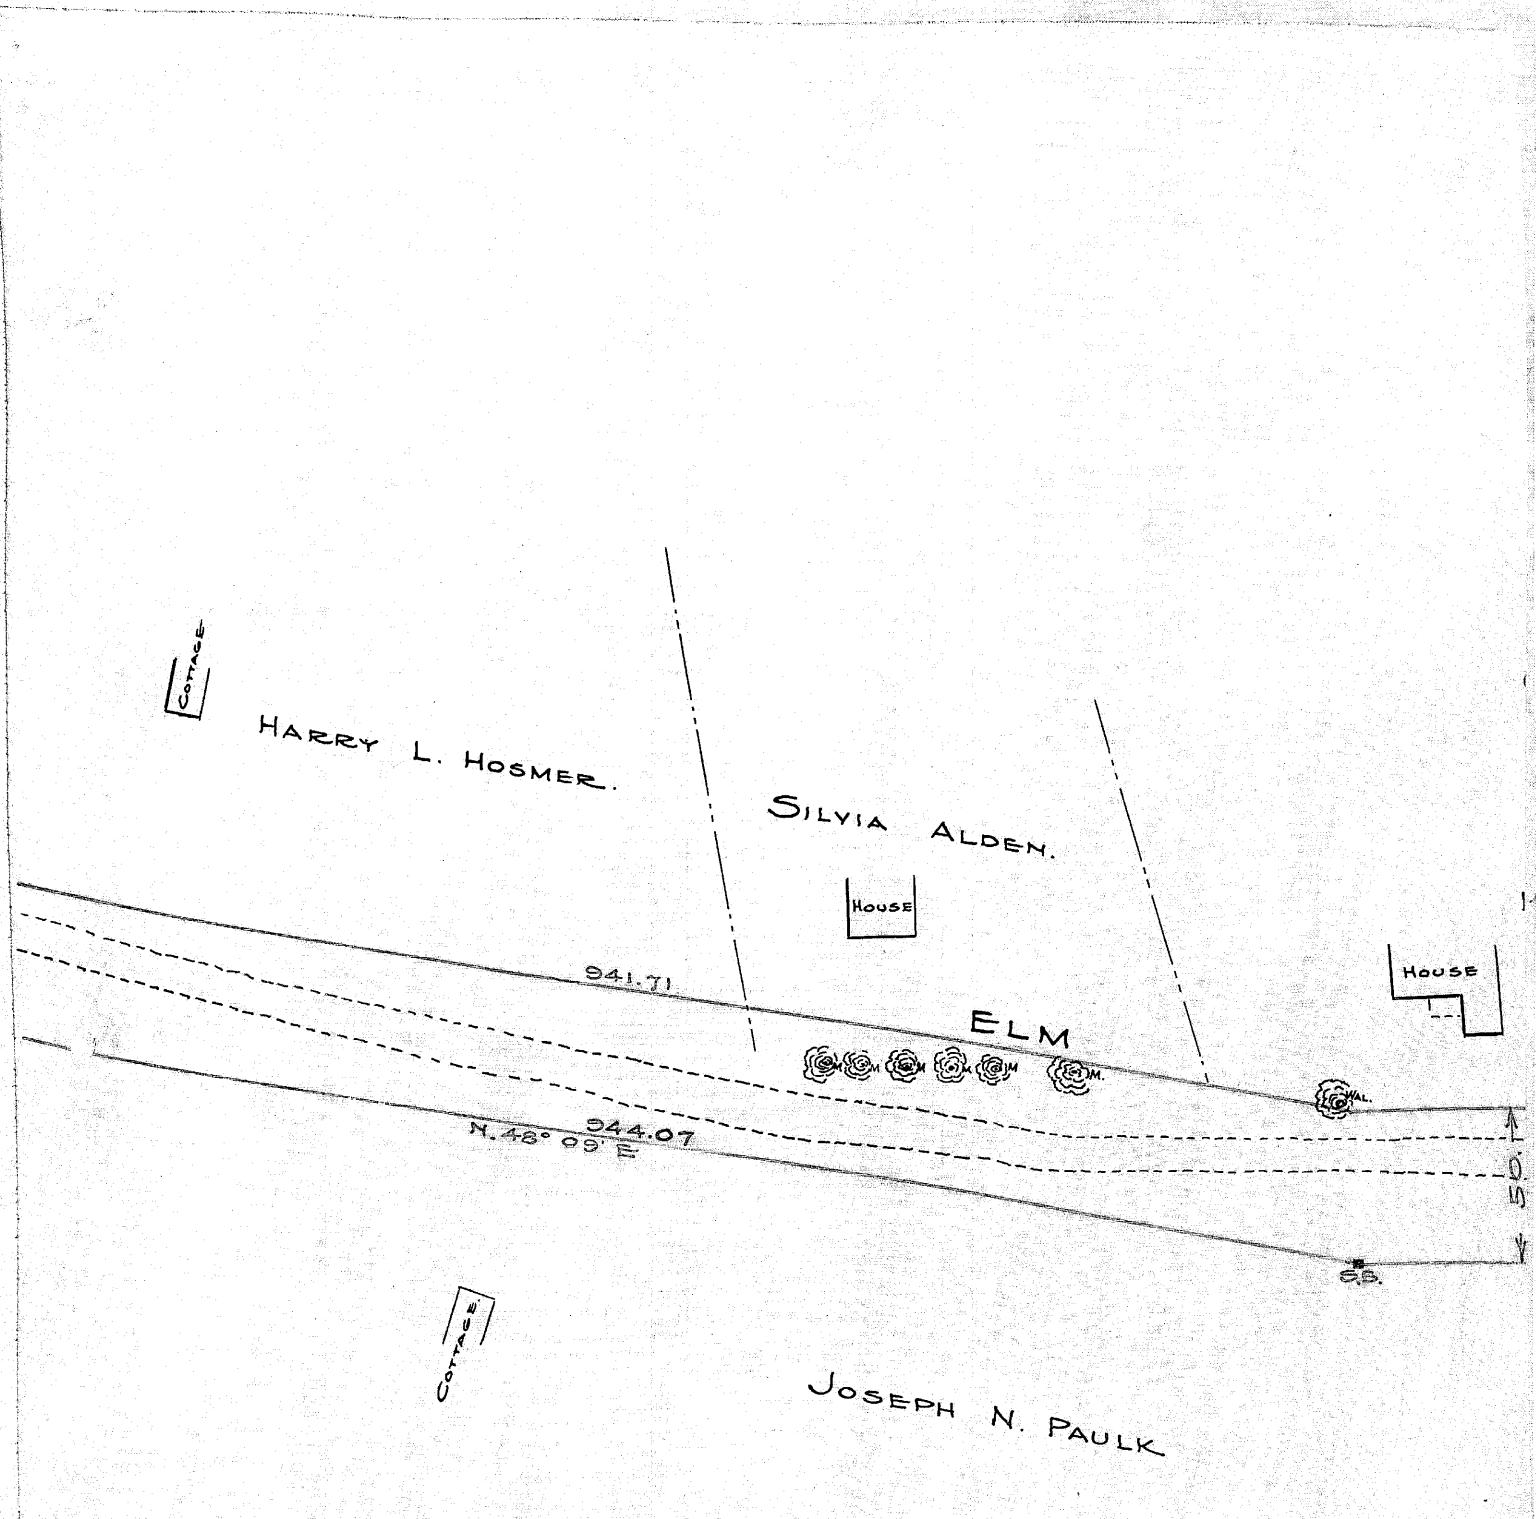 COTTAGE
HARRY L. HOSMER.
SILVIA ALDEN.
HOUSE
HOUSE
941.71
ELM
M
M
M
M
M
M.
WAL.
944.07
N. 48° 09' E
50.
S.B.
COTTAGE.
JOSEPH N. PAULK